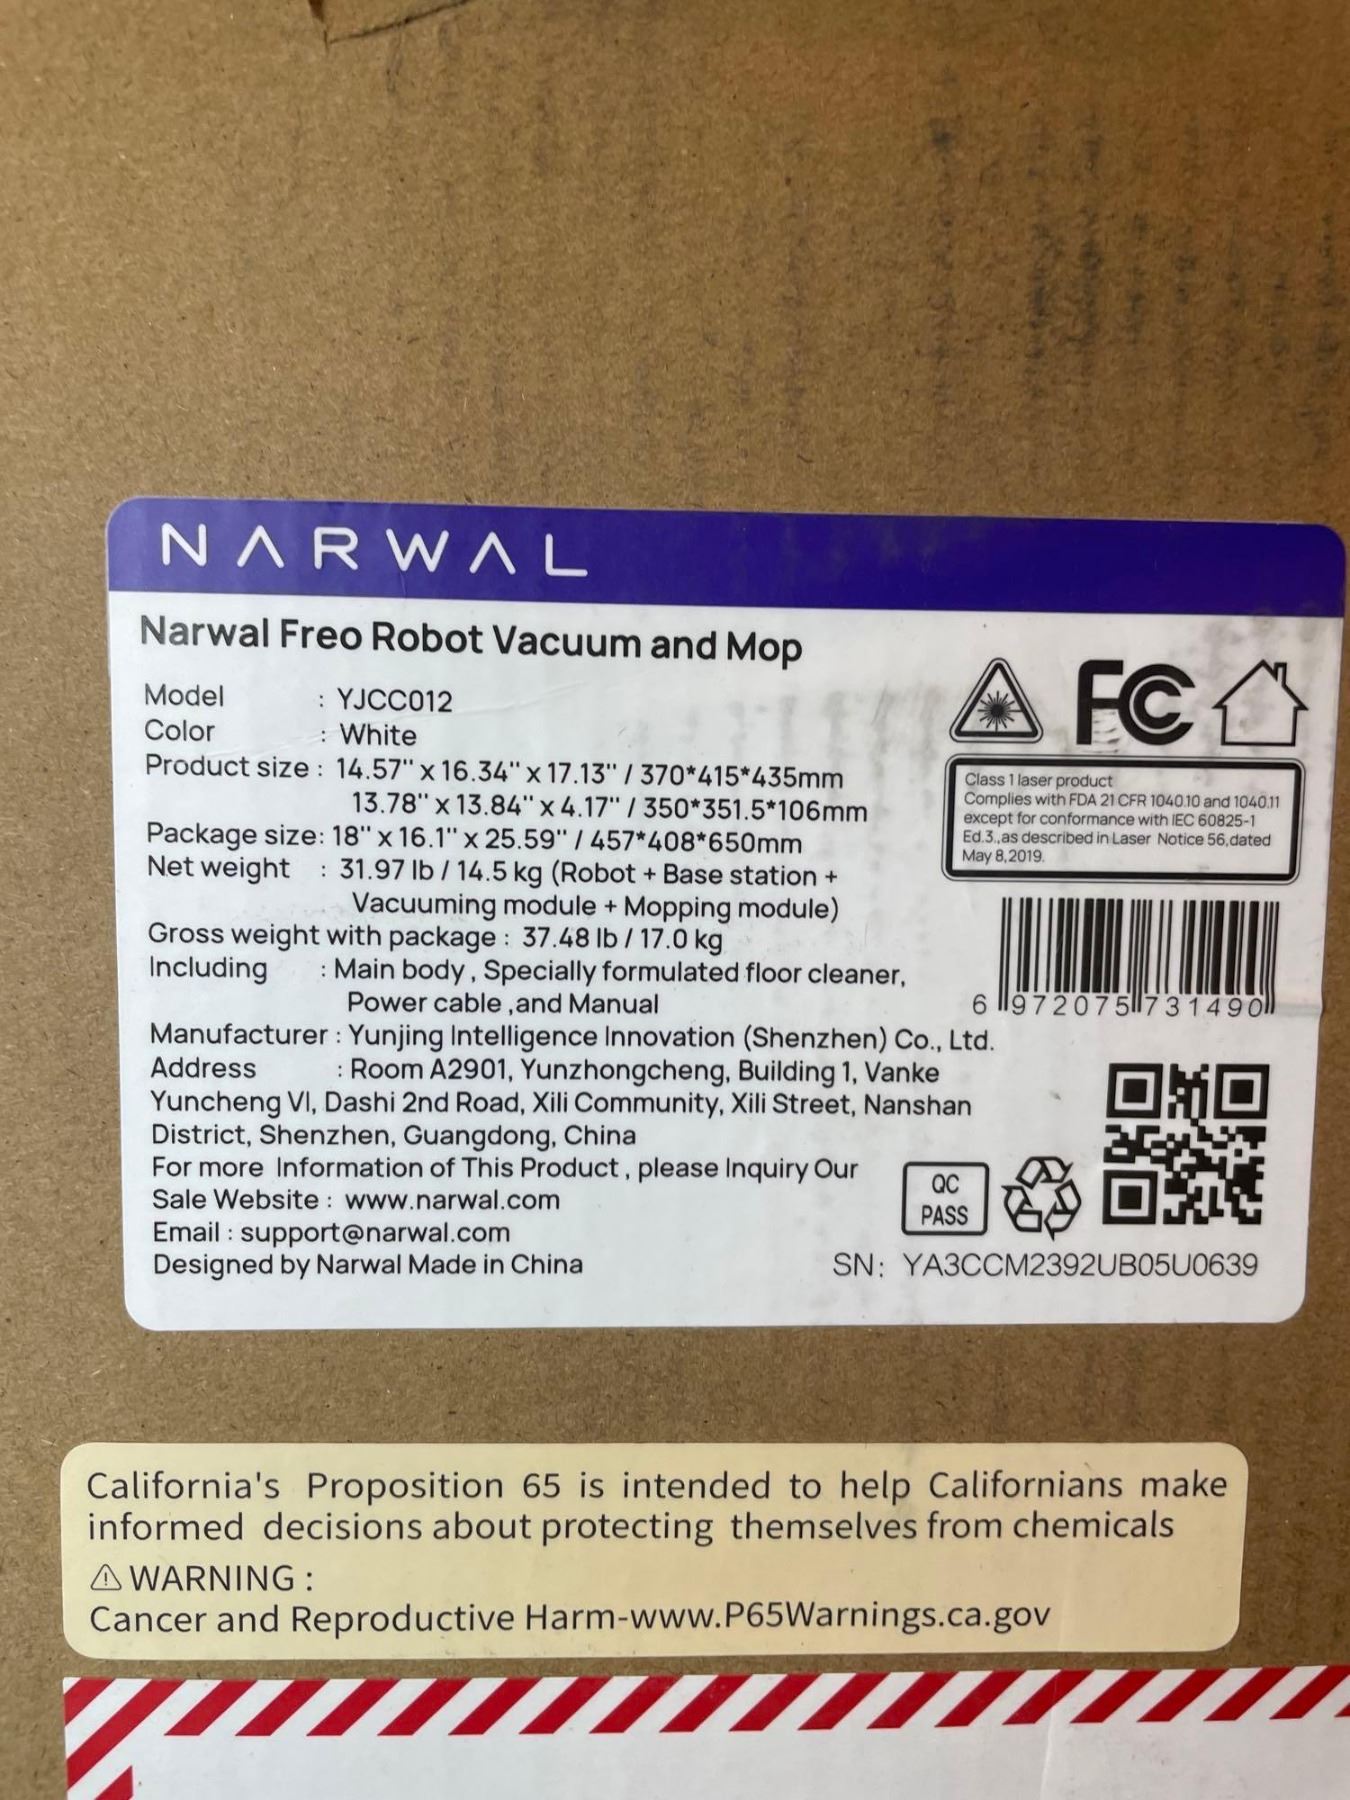 NARWAL
Narwal Freo Robot Vacuum and Mop
Model : YJCC012
Color : White
Product size : 14.57" x 16.34" x 17.13" / 370*415*435mm
13.78" x 13.84" x 4.17" / 350*351.5*106mm
Package size: 18" x 16.1" x 25.59" / 457*408*650mm
Net weight : 31.97 lb / 14.5 kg (Robot + Base station +
Vacuuming module + Mopping module)
Gross weight with package : 37.48 lb / 17.0 kg
Including : Main body , Specially formulated floor cleaner,
Power cable ,and Manual
Manufacturer : Yunjing Intelligence Innovation (Shenzhen) Co., Ltd.
Address : Room A2901, Yunzhongcheng, Building 1, Vanke
Yuncheng VI, Dashi 2nd Road, Xili Community, Xili Street, Nanshan
District, Shenzhen, Guangdong, China
For more Information of This Product , please Inquiry Our
Sale Website : www.narwal.com
Email : support@narwal.com
Designed by Narwal Made in China
FC
Class 1 laser product
Complies with FDA 21 CFR 1040.10 and 1040.11
except for conformance with IEC 60825-1
Ed.3.,as described in Laser Notice 56,dated
May 8,2019.
6 972075 731490
QC
PASS
SN: YA3CCM2392UB05U0639
California's Proposition 65 is intended to help Californians make
informed decisions about protecting themselves from chemicals
⚠ WARNING :
Cancer and Reproductive Harm-www.P65Warnings.ca.gov